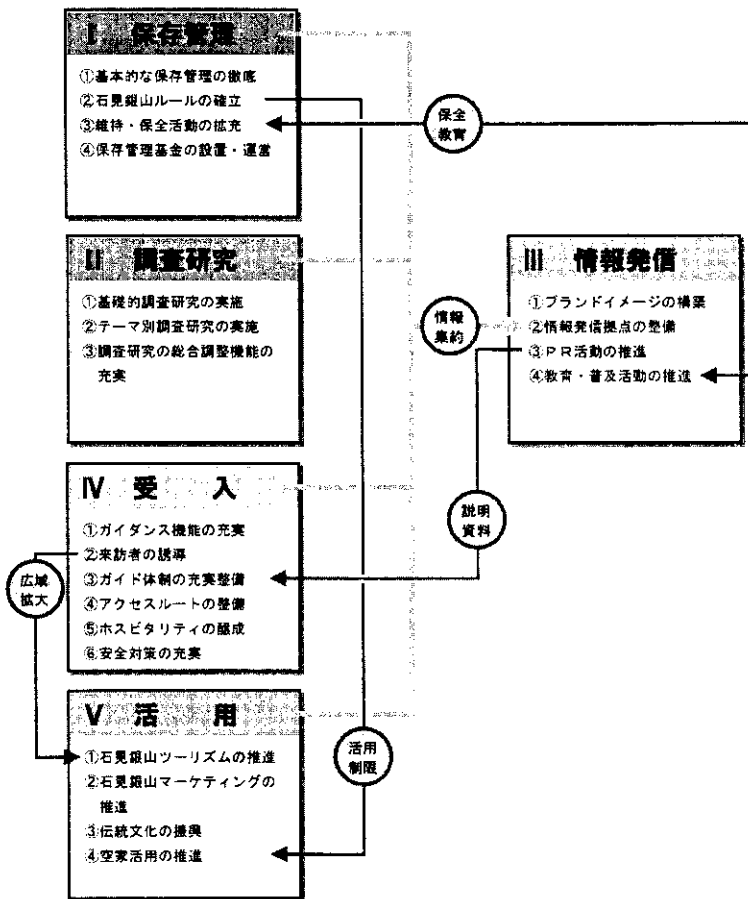 I 保存管理
①基本的な保存管理の徹底
②石見銀山ルールの確立
③維持・保全活動の拡充
④保存管理基金の設置・運営
保全
教育
II 調査研究
①基礎的調査研究の実施
②テーマ別調査研究の実施
③調査研究の総合調整機能の
充実
情報
集約
III 情報発信
①ブランドイメージの構築
②情報発信拠点の整備
③PR活動の推進
④教育・普及活動の推進
説明
資料
IV 受入
①ガイダンス機能の充実
②来訪者の誘導
③ガイド体制の充実整備
④アクセスルートの整備
⑤ホスピタリティの醸成
⑥安全対策の充実
広域
拡大
V 活用
①石見銀山ツーリズムの推進
②石見銀山マーケティングの
推進
③伝統文化の振興
④空家活用の推進
活用
制限